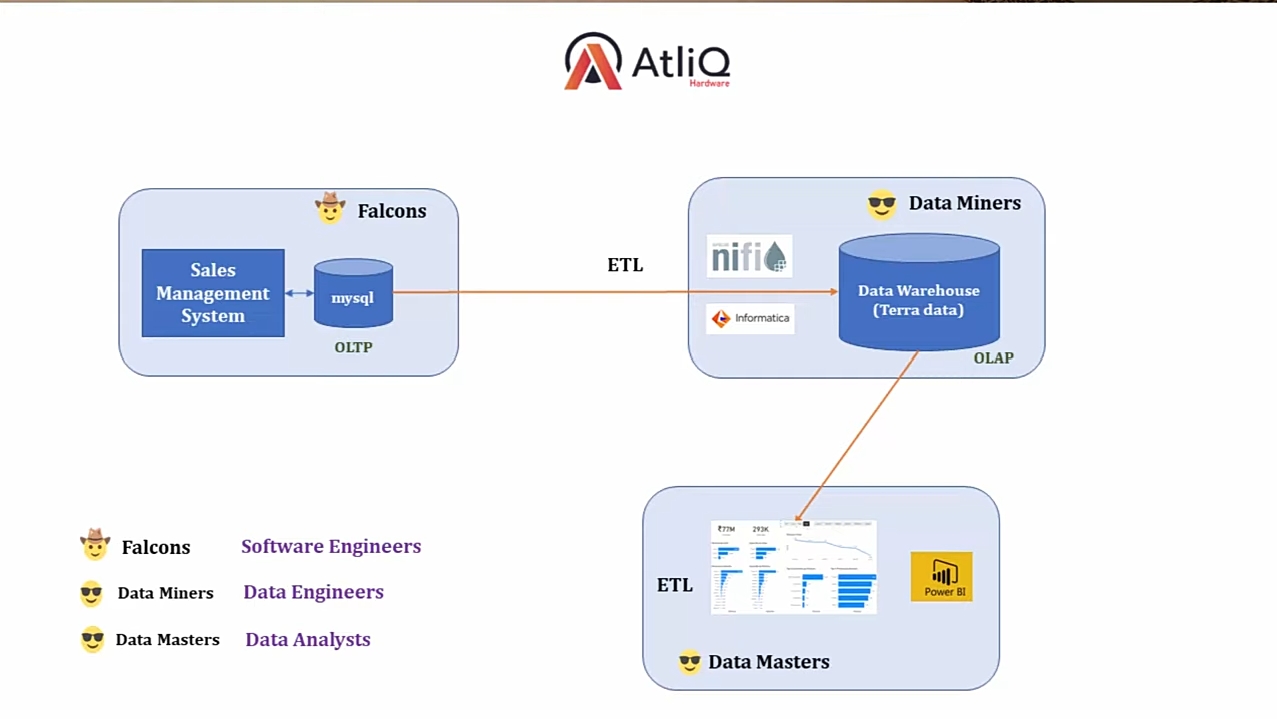 AtliQ
Hardware
Falcons
Sales
Management
System
mysql
OLTP
ETL
Data Miners
nifi
Informatica
Data Warehouse
(Terra data)
OLAP
Falcons Software Engineers
Data Miners Data Engineers
Data Masters Data Analysts
ETL
₹77M 293K
Power BI
Data Masters